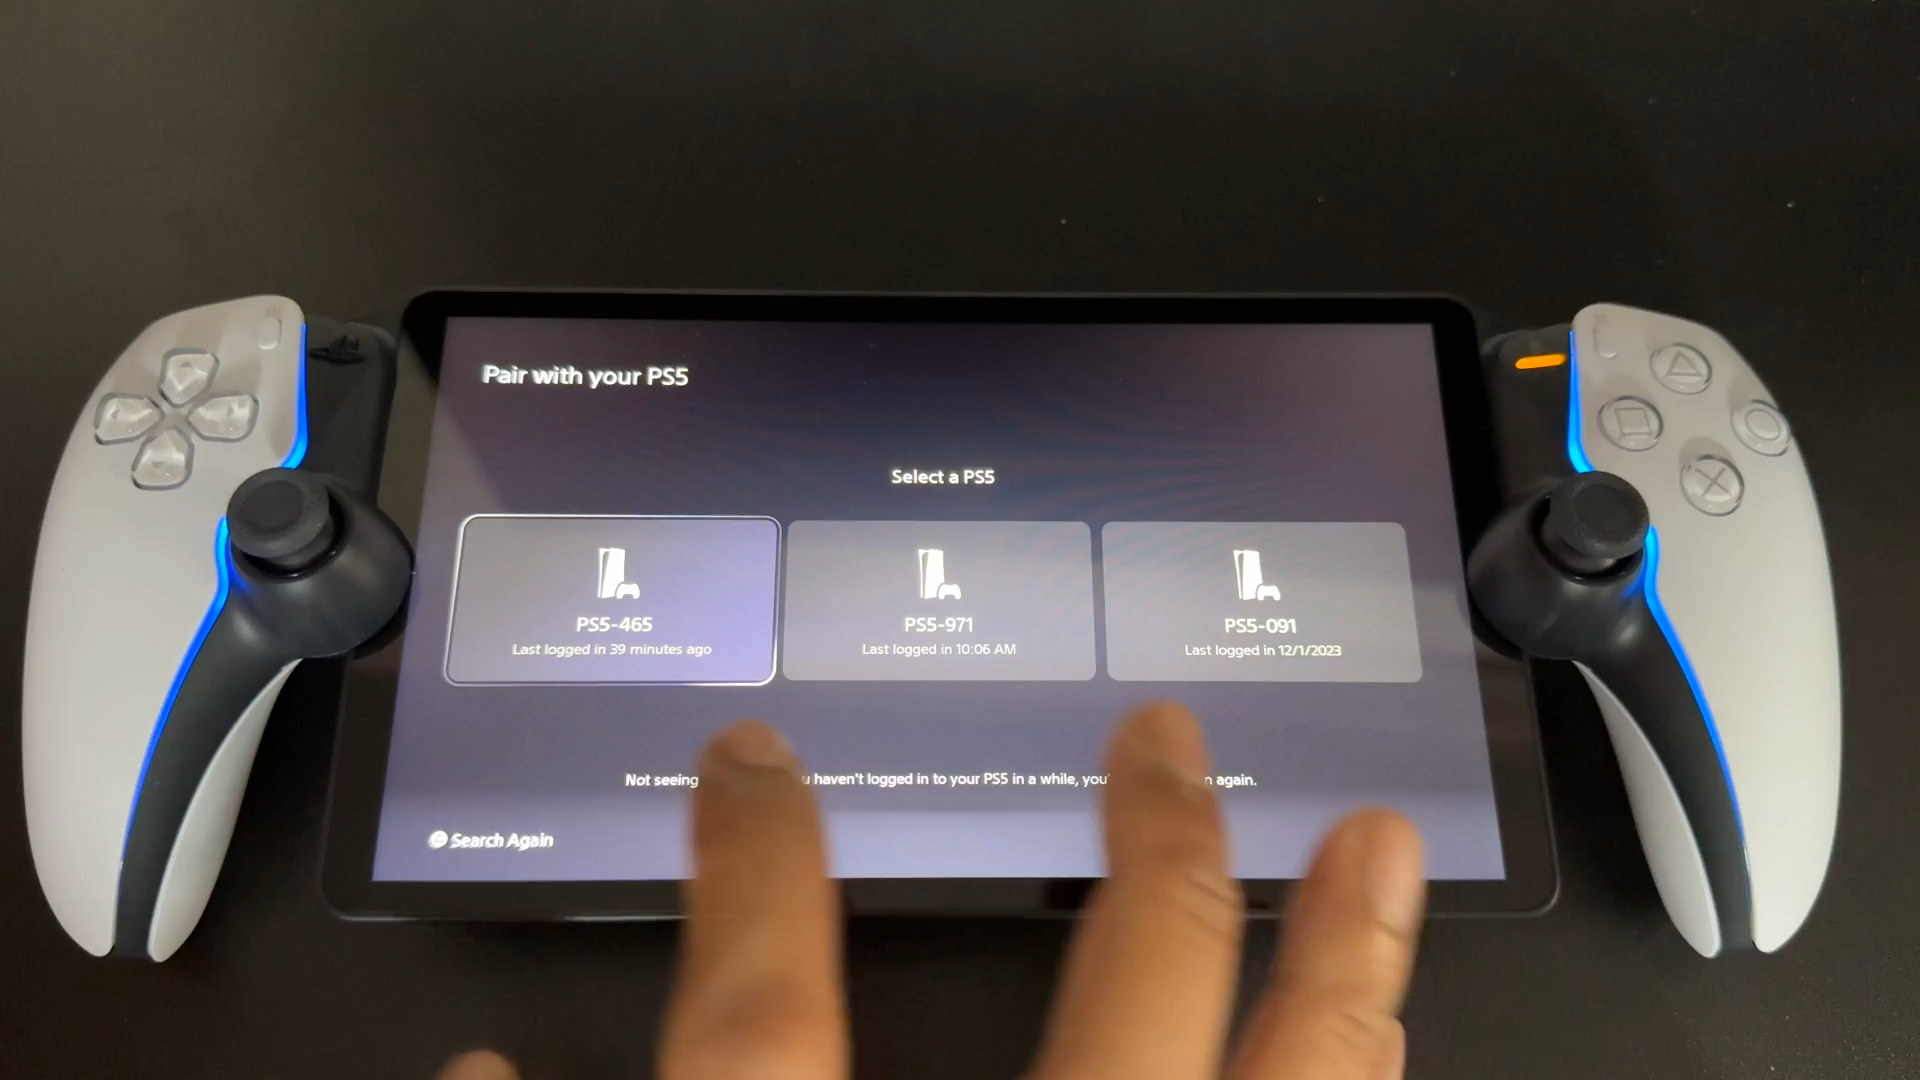 Pair with your PS5
Select a PS5
PS5-465
Last logged in 39 minutes ago
PS5-971
Last logged in 10:06 AM
PS5-091
Last logged in 12/1/2023
Not seeing haven't logged in to your PS5 in a while, again.
Search Again